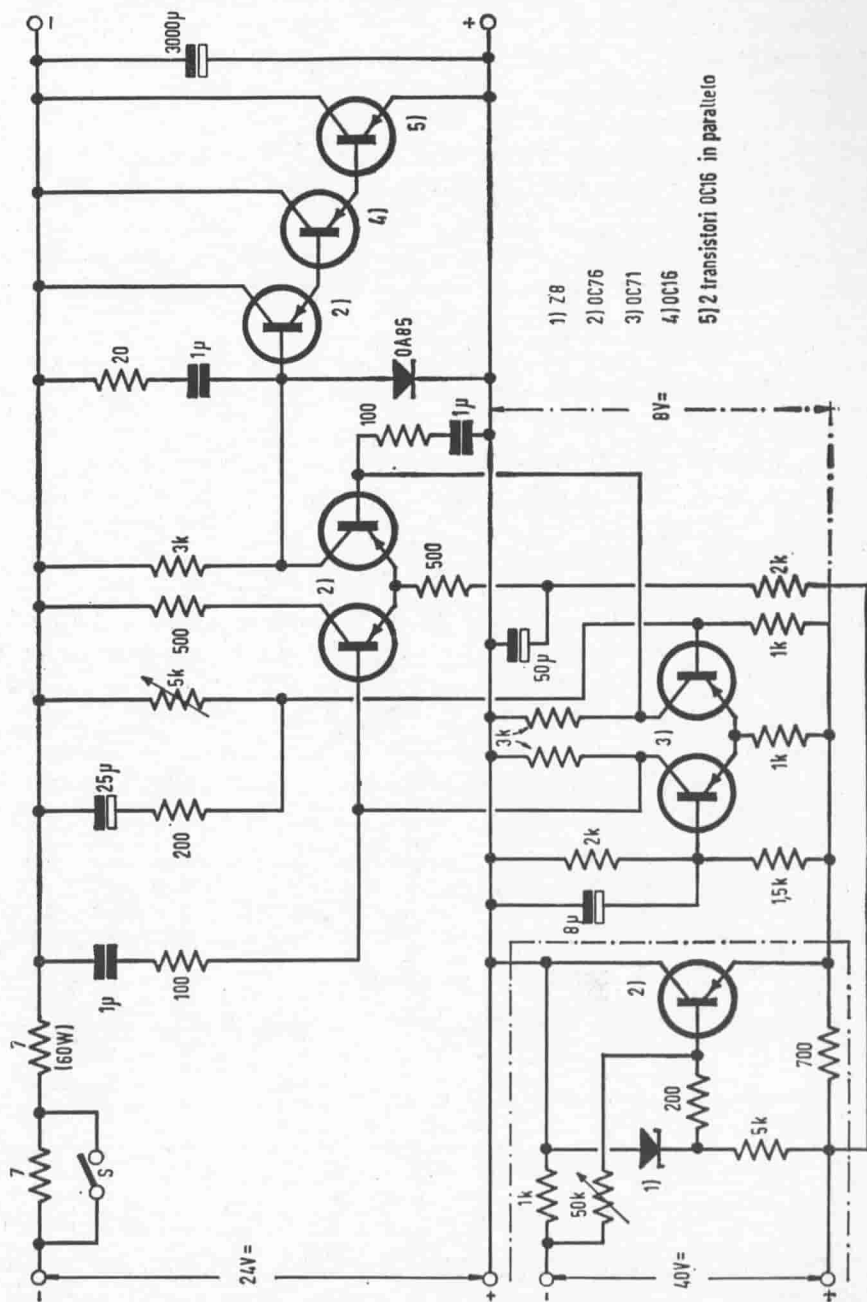 7
7
(60W)
S
24V=
1µ
100
25µ
200
5k
500
3k
2)
500
20
1µ
OA85
100
1µ
2)
4)
5)
3000µ
-
+
-
+
50µ
3k
2k
8µ
1,5k
3)
1k
1k
2k
8V=
1k
50k
1)
200
5k
2)
700
40V=
-
+
1) Z8
2) OC76
3) OC71
4) OC16
5) 2 transistori OC16 in parallelo